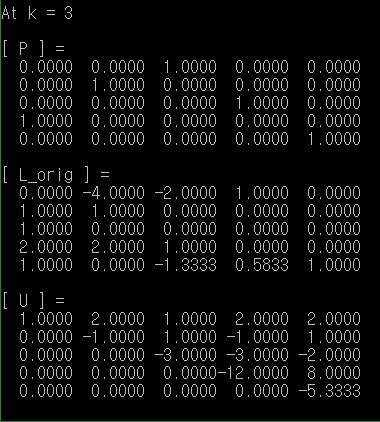 At k = 3
[ P ] =
0.0000 0.0000 1.0000 0.0000 0.0000
0.0000 1.0000 0.0000 0.0000 0.0000
0.0000 0.0000 0.0000 1.0000 0.0000
1.0000 0.0000 0.0000 0.0000 0.0000
0.0000 0.0000 0.0000 0.0000 1.0000
[ L_orig ] =
0.0000 -4.0000 -2.0000 1.0000 0.0000
1.0000 1.0000 0.0000 0.0000 0.0000
1.0000 0.0000 0.0000 0.0000 0.0000
2.0000 2.0000 1.0000 0.0000 0.0000
1.0000 0.0000 -1.3333 0.5833 1.0000
[ U ] =
1.0000 2.0000 1.0000 2.0000 2.0000
0.0000 -1.0000 1.0000 -1.0000 1.0000
0.0000 0.0000 -3.0000 -3.0000 -2.0000
0.0000 0.0000 0.0000-12.0000 8.0000
0.0000 0.0000 0.0000 0.0000 -5.3333